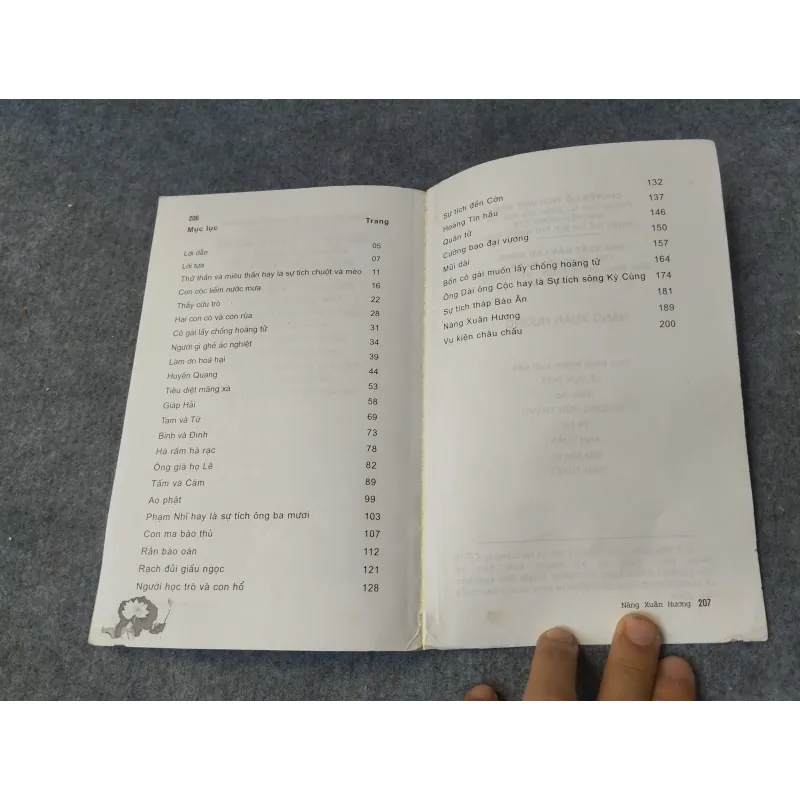 206
Mục lục Trang
Lời dẫn 05
Lời tựa 07
Thử thần và miêu thần hay là sự tích chuột và mèo 11
Con cóc liếm nước mưa 16
Thầy cứu trò 22
Hai con cò và con rùa 28
Cô gái lấy chồng hoàng tử 31
Người gì ghẻ ác nghiệt 34
Làm ơn hoá hại 39
Huyền Quang 44
Tiêu diệt mãng xà 53
Giáp Hải 58
Tam và Tứ 69
Bính và Đinh 73
Hà rầm hà rạc 78
Ông già họ Lê 82
Tấm và Cám 89
Ao phật 99
Phạm Nhĩ hay là sự tích ông ba mươi 103
Con ma báo thù 107
Rắn báo oán 112
Rạch đùi giấu ngọc 121
Người học trò và con hổ 128
Sự tích đền Cờn 132
Hoàng Tín hầu 137
Quân tử 146
Cường bạo đại vương 150
Mũi dài 157
Bốn cô gái muốn lấy chồng hoàng tử 164
Ông Dài ông Cộc hay là Sự tích sông Kỳ Cùng 174
Sự tích tháp Báo Ân 181
Nàng Xuân Hương 189
Vụ kiện châu chấu 200
Nàng Xuân Hương 207